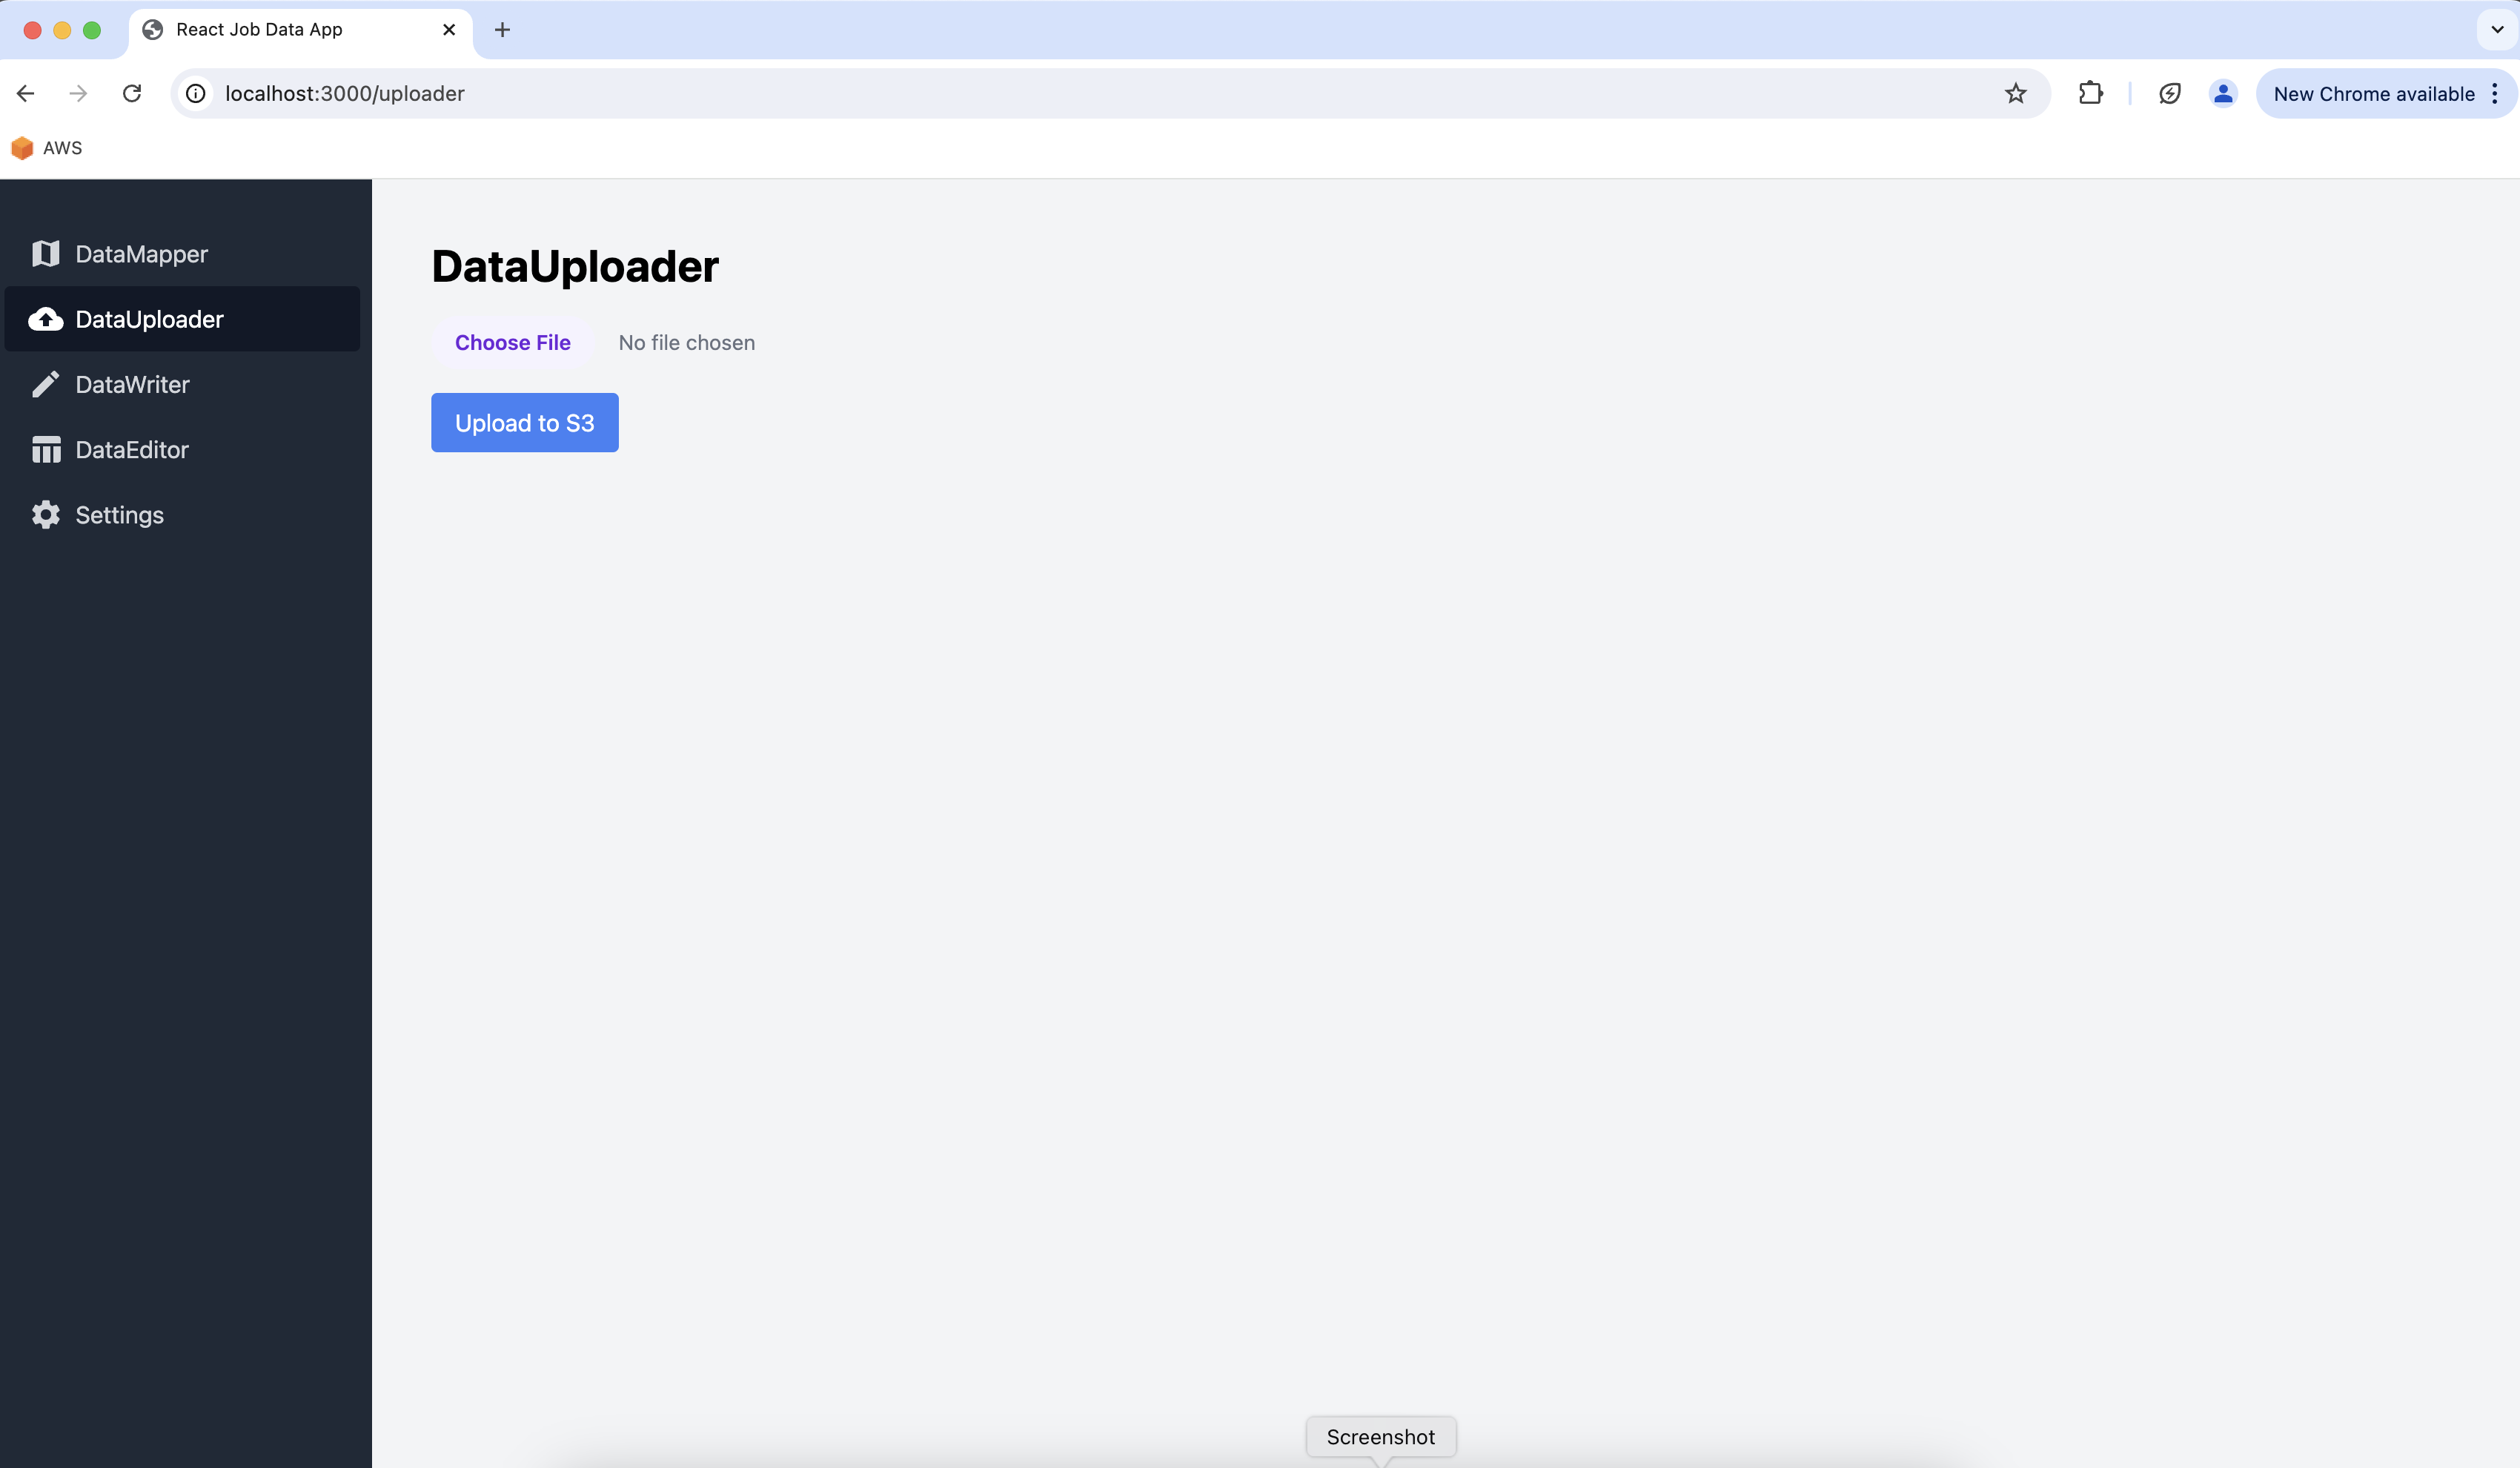 React Job Data App
localhost:3000/uploader
New Chrome available
AWS
DataMapper
DataUploader
DataWriter
DataEditor
Settings
DataUploader
Choose File No file chosen
Upload to S3
Screenshot